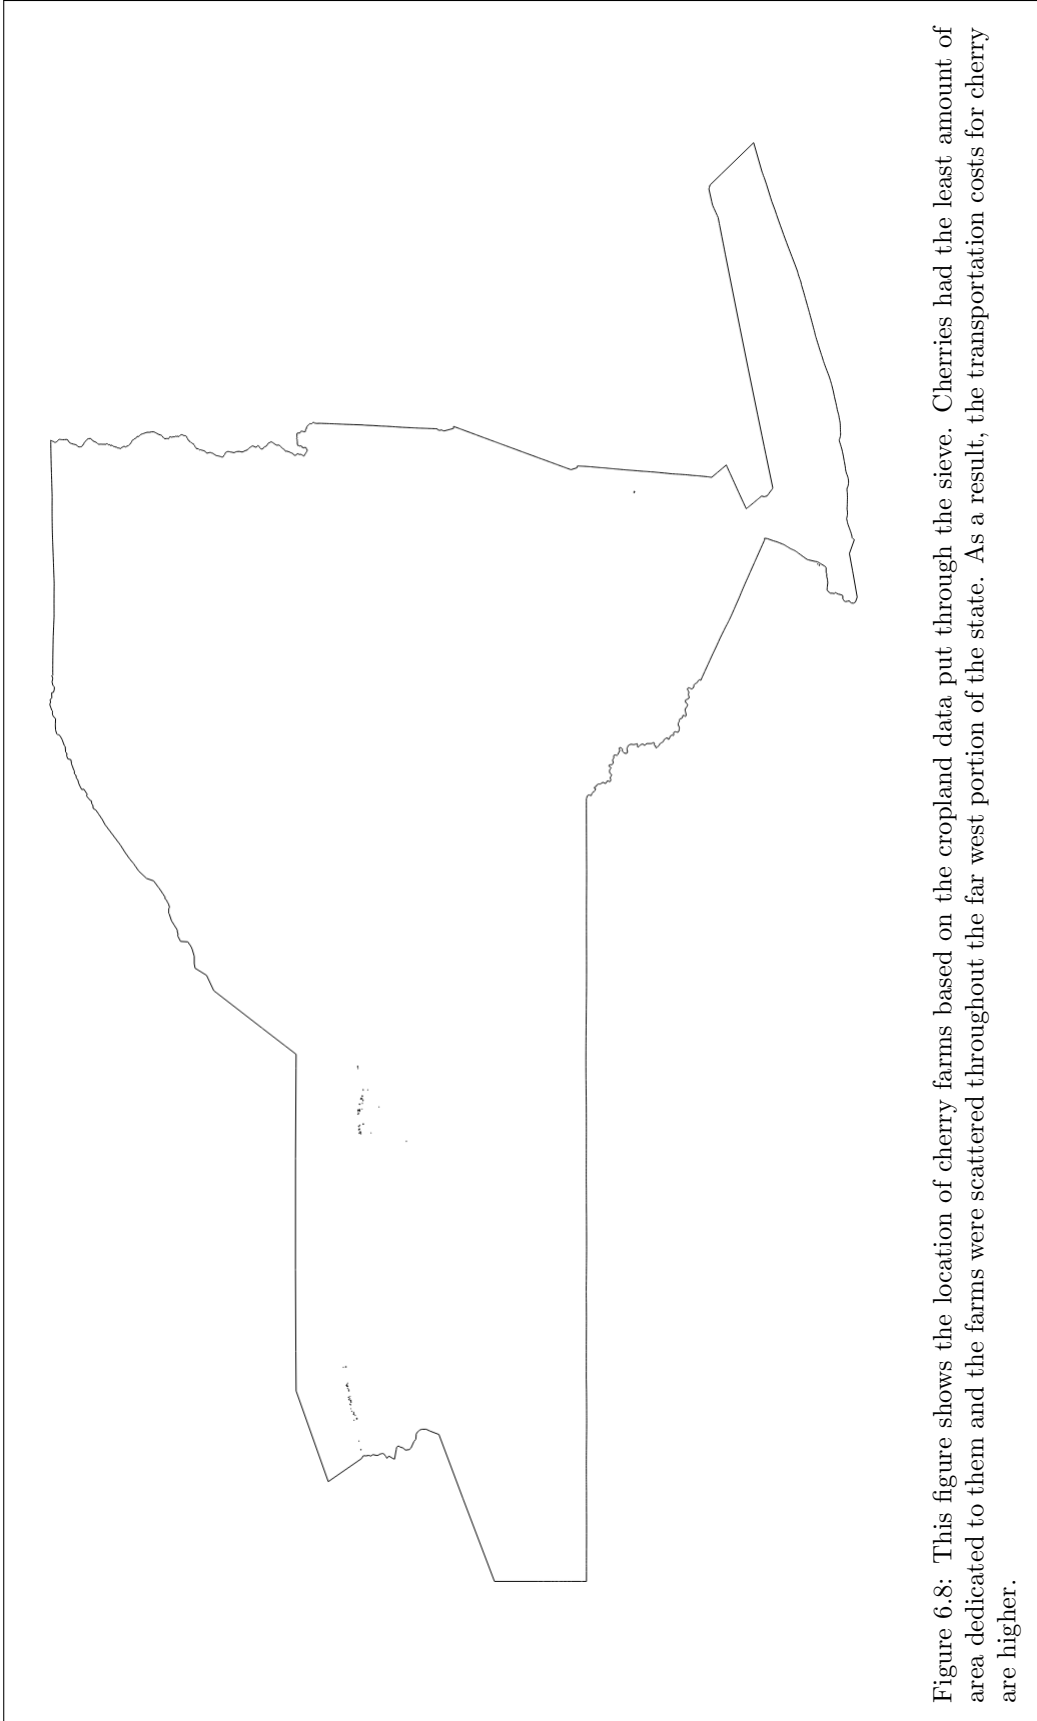 Figure 6.8: This figure shows the location of cherry farms based on the cropland data put through the sieve. Cherries had the least amount of
area dedicated to them and the farms were scattered throughout the far west portion of the state. As a result, the transportation costs for cherry
are higher.